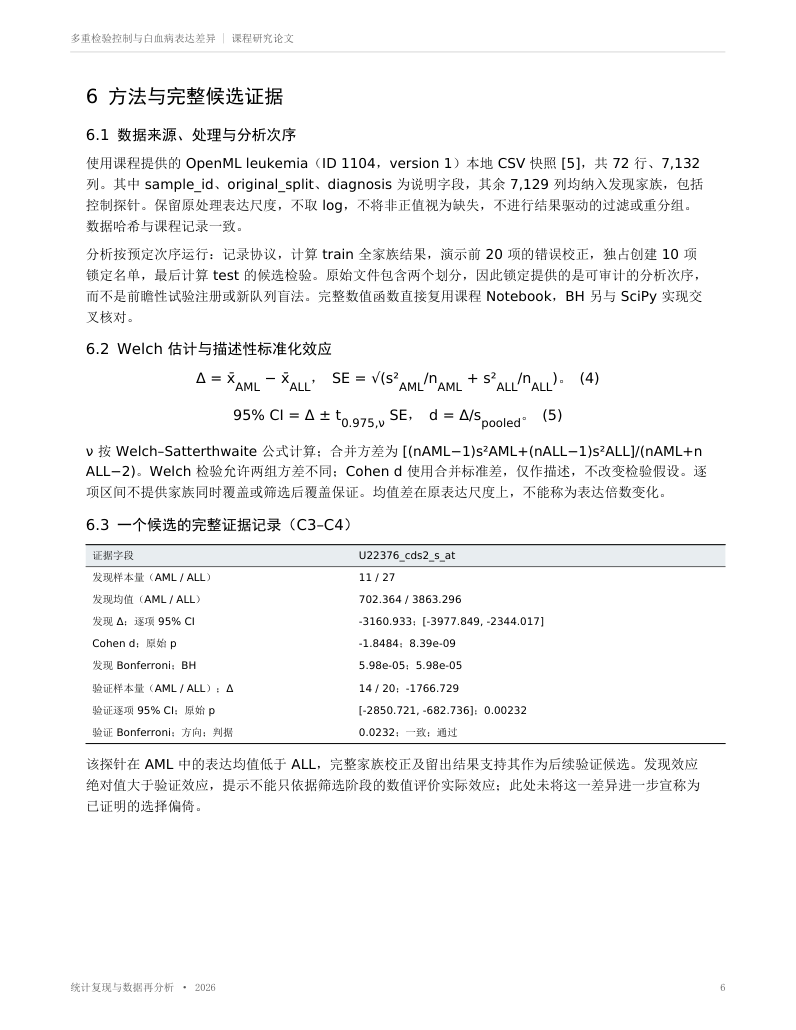 多重检验控制与白血病表达差异 | 课程研究论文
6 方法与完整候选证据
6.1 数据来源、处理与分析次序
使用课程提供的 OpenML leukemia（ID 1104，version 1）本地 CSV 快照 [5]，共 72 行、7,132
列。其中 sample_id、original_split、diagnosis 为说明字段，其余 7,129 列均纳入发现家族，包括
控制探针。保留原处理表达尺度，不取 log，不将非正值视为缺失，不进行结果驱动的过滤或重分组。
数据哈希与课程记录一致。
分析按预定次序运行：记录协议，计算 train 全家族结果，演示前 20 项的错误校正，独占创建 10 项
锁定名单，最后计算 test 的候选检验。原始文件包含两个划分，因此锁定提供的是可审计的分析次序，
而不是前瞻性试验注册或新队列盲法。完整数值函数直接复用课程 Notebook，BH 另与 SciPy 实现交
叉核对。
6.2 Welch 估计与描述性标准化效应
Δ = x̄AML − x̄ALL， SE = √(s²AML/nAML + s²ALL/nALL)。 (4)
95% CI = Δ ± t0.975,ν SE， d = Δ/spooled。 (5)
ν 按 Welch–Satterthwaite 公式计算；合并方差为 [(nAML−1)s²AML+(nALL−1)s²ALL]/(nAML+n
ALL−2)。Welch 检验允许两组方差不同；Cohen d 使用合并标准差，仅作描述，不改变检验假设。逐
项区间不提供家族同时覆盖或筛选后覆盖保证。均值差在原表达尺度上，不能称为表达倍数变化。
6.3 一个候选的完整证据记录（C3–C4）
证据字段 U22376_cds2_s_at
发现样本量（AML / ALL） 11 / 27
发现均值（AML / ALL） 702.364 / 3863.296
发现 Δ；逐项 95% CI -3160.933；[-3977.849, -2344.017]
Cohen d；原始 p -1.8484；8.39e-09
发现 Bonferroni；BH 5.98e-05；5.98e-05
验证样本量（AML / ALL）；Δ 14 / 20；-1766.729
验证逐项 95% CI；原始 p [-2850.721, -682.736]；0.00232
验证 Bonferroni；方向；判据 0.0232；一致；通过
该探针在 AML 中的表达均值低于 ALL，完整家族校正及留出结果支持其作为后续验证候选。发现效应
绝对值大于验证效应，提示不能只依据筛选阶段的数值评价实际效应；此处未将这一差异进一步宣称为
已证明的选择偏倚。
统计复现与数据再分析 • 2026 6